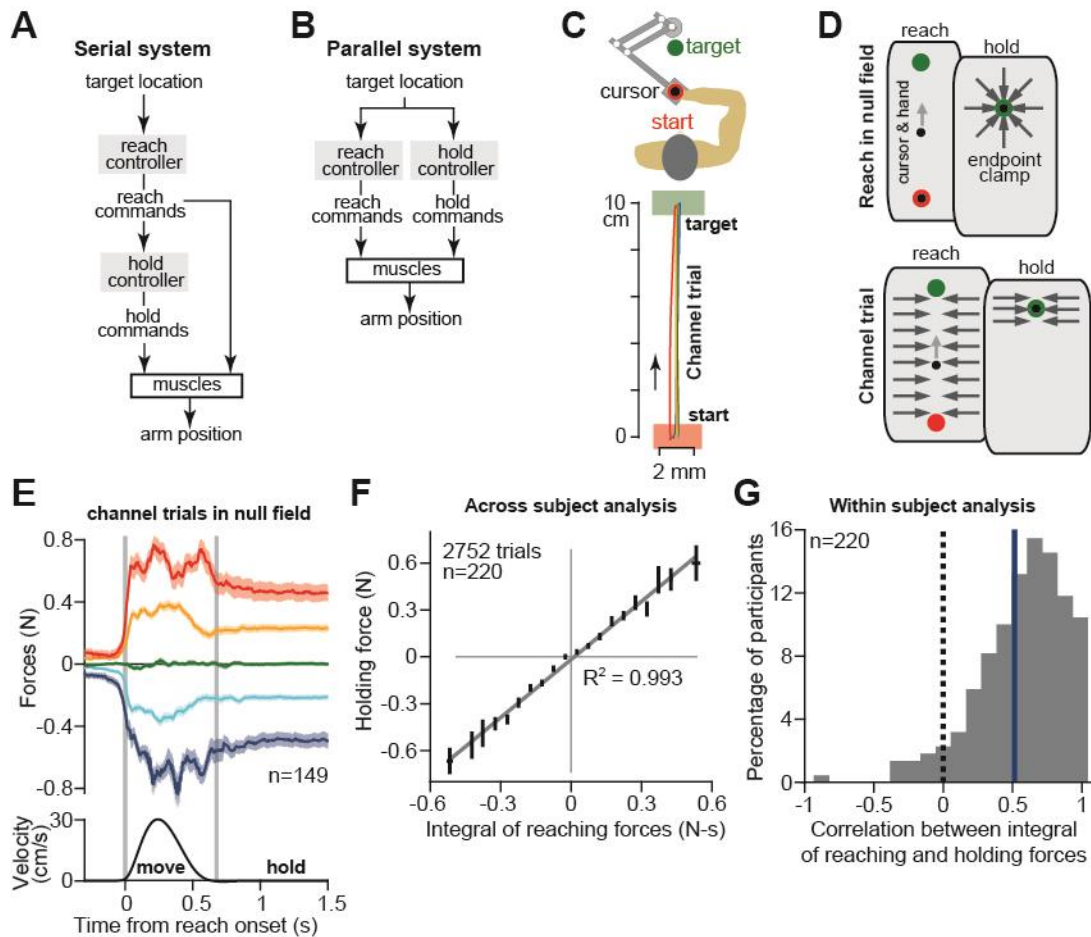 A
Serial system
target location
reach
controller
reach
commands
hold
controller
hold
commands
muscles
arm position
B
Parallel system
target location
reach
controller
hold
controller
reach
commands
hold
commands
muscles
arm position
C
target
cursor
start
10
cm
target
Channel trial
start
0
2 mm
D
reach
hold
Reach in null field
cursor & hand
endpoint
clamp
reach
hold
Channel trial
E
channel trials in null field
0.8
0.4
0
-0.4
-0.8
Forces (N)
n=149
30
0
Velocity
(cm/s)
move
hold
0 0.5 1 1.5
Time from reach onset (s)
F
Across subject analysis
2752 trials
n=220
0.6
0.3
0
-0.3
-0.6
Holding force (N)
R² = 0.993
-0.6 -0.3 0 0.3 0.6
Integral of reaching forces (N-s)
G
Within subject analysis
16
12
8
4
0
Percentage of participants
n=220
-1 -0.5 0 0.5 1
Correlation between integral
of reaching and holding forces